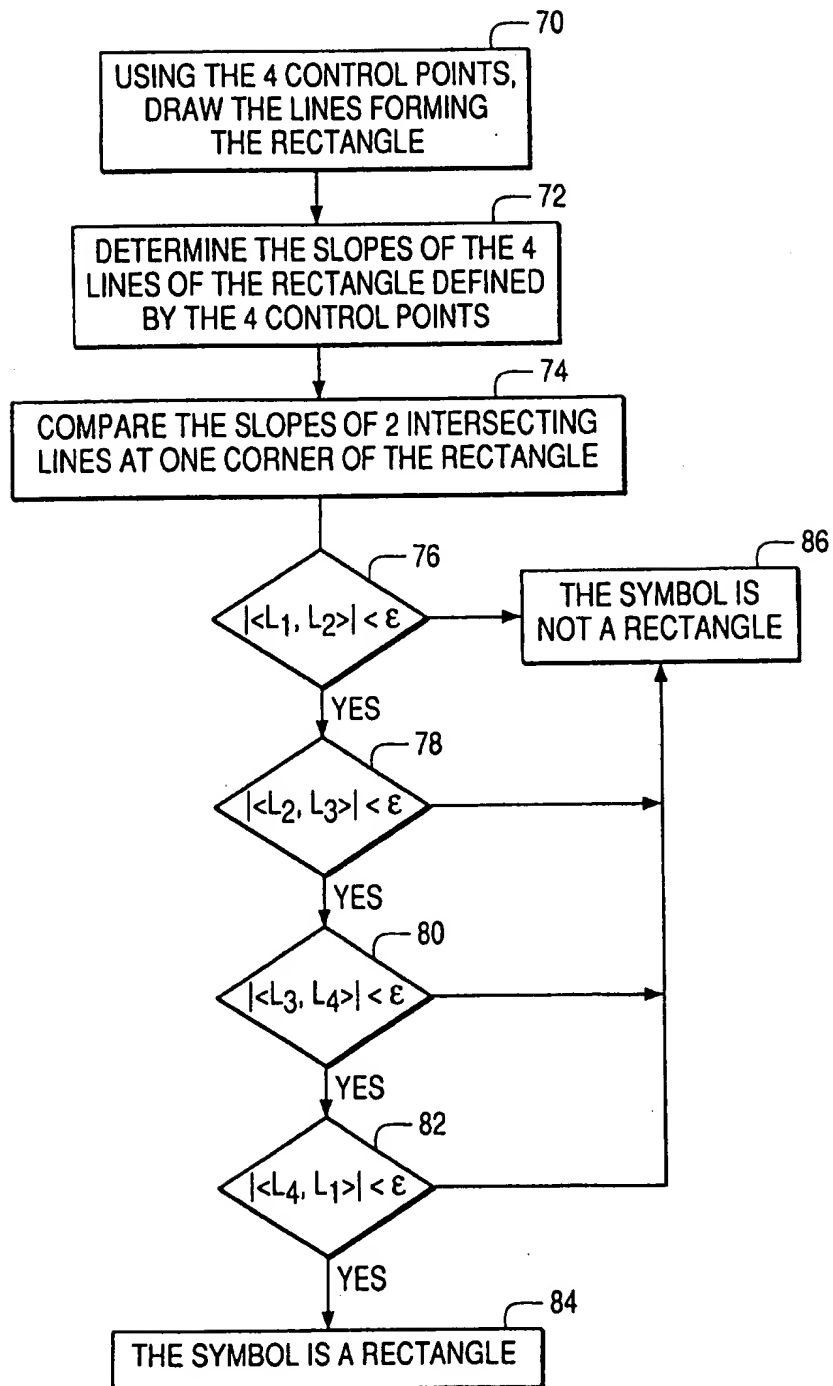 70
USING THE 4 CONTROL POINTS,
DRAW THE LINES FORMING
THE RECTANGLE
72
DETERMINE THE SLOPES OF THE 4
LINES OF THE RECTANGLE DEFINED
BY THE 4 CONTROL POINTS
74
COMPARE THE SLOPES OF 2 INTERSECTING
LINES AT ONE CORNER OF THE RECTANGLE
76
|<L₁, L₂>| < ε
86
THE SYMBOL IS
NOT A RECTANGLE
YES
78
|<L₂, L₃>| < ε
YES
80
|<L₃, L₄>| < ε
YES
82
|<L₄, L₁>| < ε
YES
84
THE SYMBOL IS A RECTANGLE